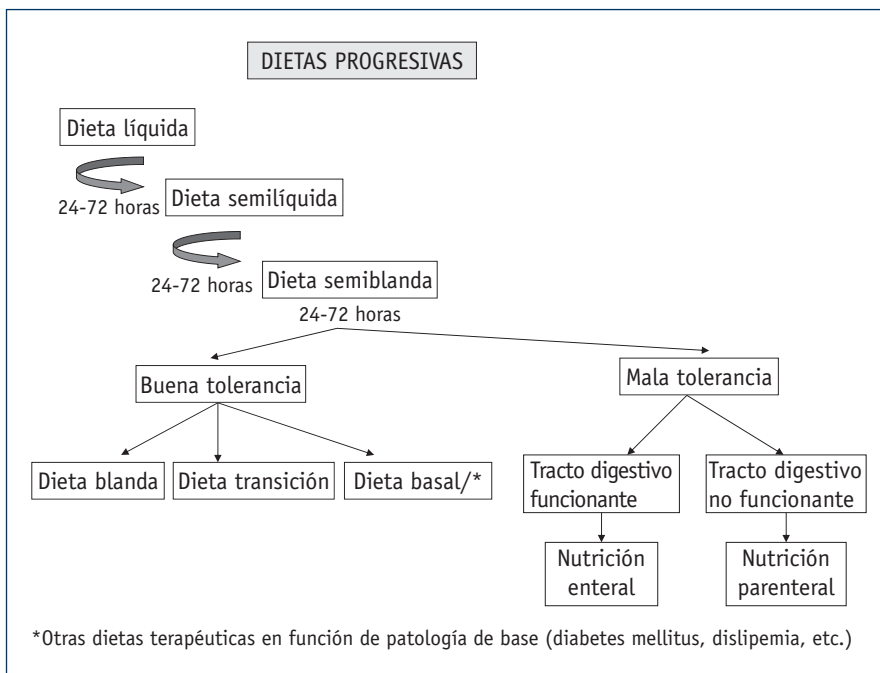 DIETAS PROGRESIVAS
Dieta líquida
24-72 horas
Dieta semilíquida
24-72 horas
Dieta semiblanda
24-72 horas
Buena tolerancia
Mala tolerancia
Dieta blanda
Dieta transición
Dieta basal/*
Tracto digestivo
funcionante
Tracto digestivo
no funcionante
Nutrición
enteral
Nutrición
parenteral
*Otras dietas terapéuticas en función de patología de base (diabetes mellitus, dislipemia, etc.)